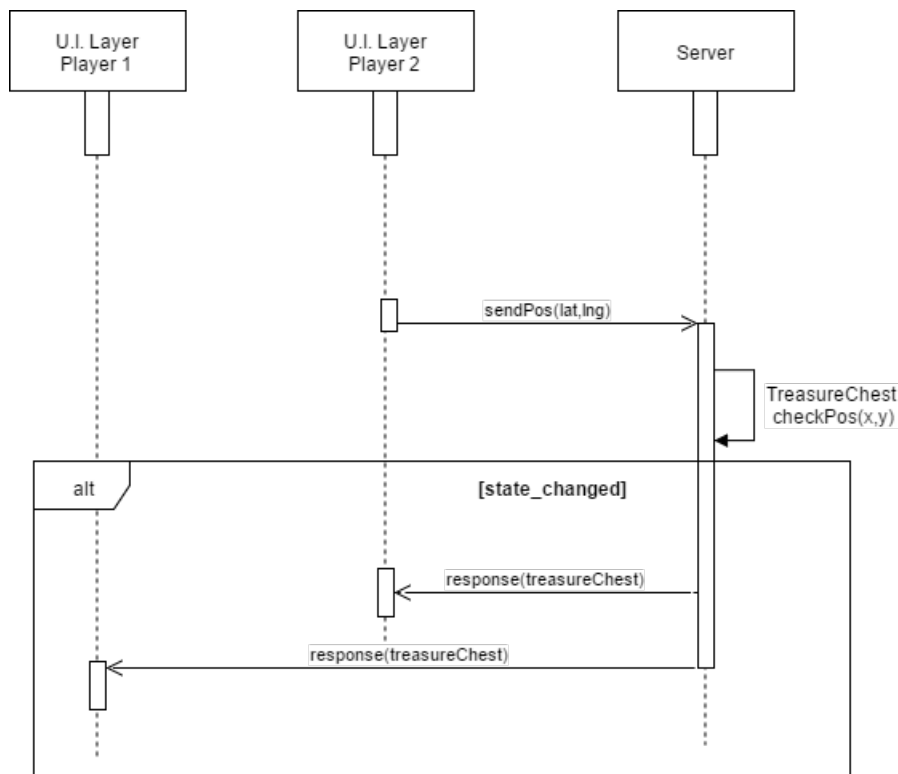 U.I. Layer
Player 1
U.I. Layer
Player 2
Server
sendPos(lat,lng)
TreasureChest
checkPos(x,y)
alt
[state_changed]
response(treasureChest)
response(treasureChest)